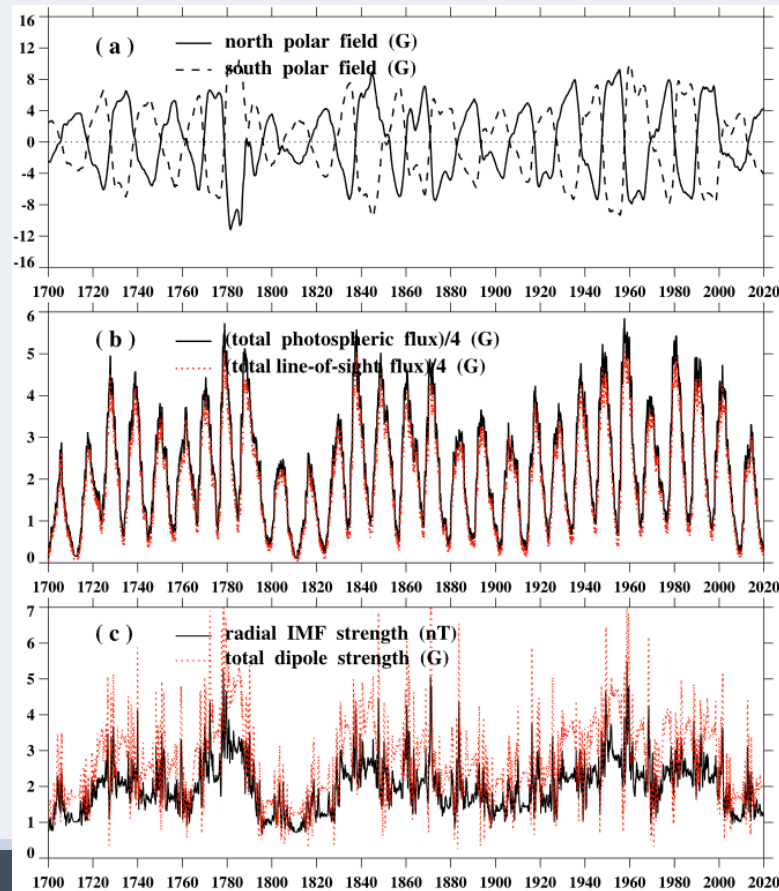 16
12
8
4
0
-4
-8
-12
-16
( a )
north polar field (G)
south polar field (G)
1700 1720 1740 1760 1780 1800 1820 1840 1860 1880 1900 1920 1940 1960 1980 2000 2020
6
5
4
3
2
1
0
( b )
(total photospheric flux)/4 (G)
(total line-of-sight flux)/4 (G)
1700 1720 1740 1760 1780 1800 1820 1840 1860 1880 1900 1920 1940 1960 1980 2000 2020
7
6
5
4
3
2
1
0
( c )
radial IMF strength (nT)
total dipole strength (G)
1700 1720 1740 1760 1780 1800 1820 1840 1860 1880 1900 1920 1940 1960 1980 2000 2020